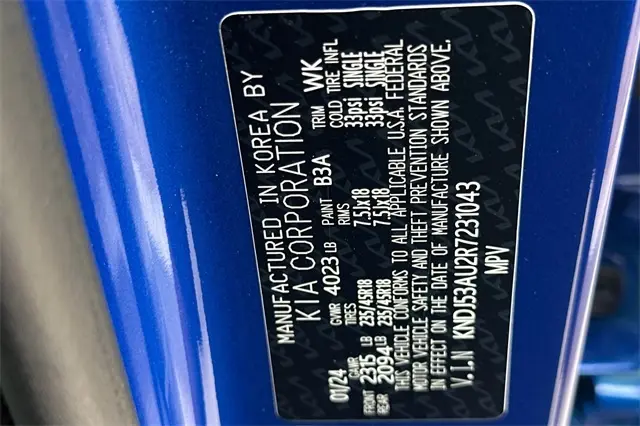 MANUFACTURED IN KOREA BY
KIA CORPORATION
01/24 GVWR 4023 LB PAINT B3A TRIM WK
GAWR TIRES RIMS COLD TIRE INFL
FRONT 2315 LB 235/45R18 7.5Jx18 33psi SINGLE
REAR 2094 LB 235/45R18 7.5Jx18 33psi SINGLE
THIS VEHICLE CONFORMS TO ALL APPLICABLE U.S.A. FEDERAL
MOTOR VEHICLE SAFETY AND THEFT PREVENTION STANDARDS
IN EFFECT ON THE DATE OF MANUFACTURE SHOWN ABOVE.
V.I.N KNDJ53AU2R7231043
MPV